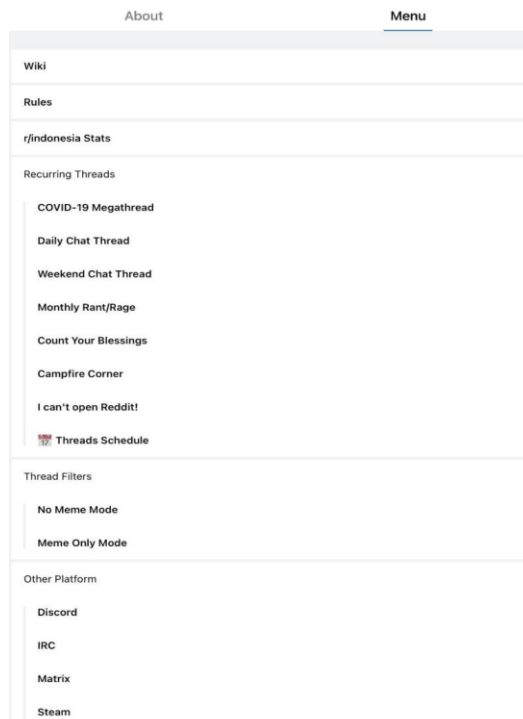 About
Menu
Wiki
Rules
r/indonesia Stats
Recurring Threads
COVID-19 Megathread
Daily Chat Thread
Weekend Chat Thread
Monthly Rant/Rage
Count Your Blessings
Campfire Corner
I can't open Reddit!
📅 Threads Schedule
Thread Filters
No Meme Mode
Meme Only Mode
Other Platform
Discord
IRC
Matrix
Steam